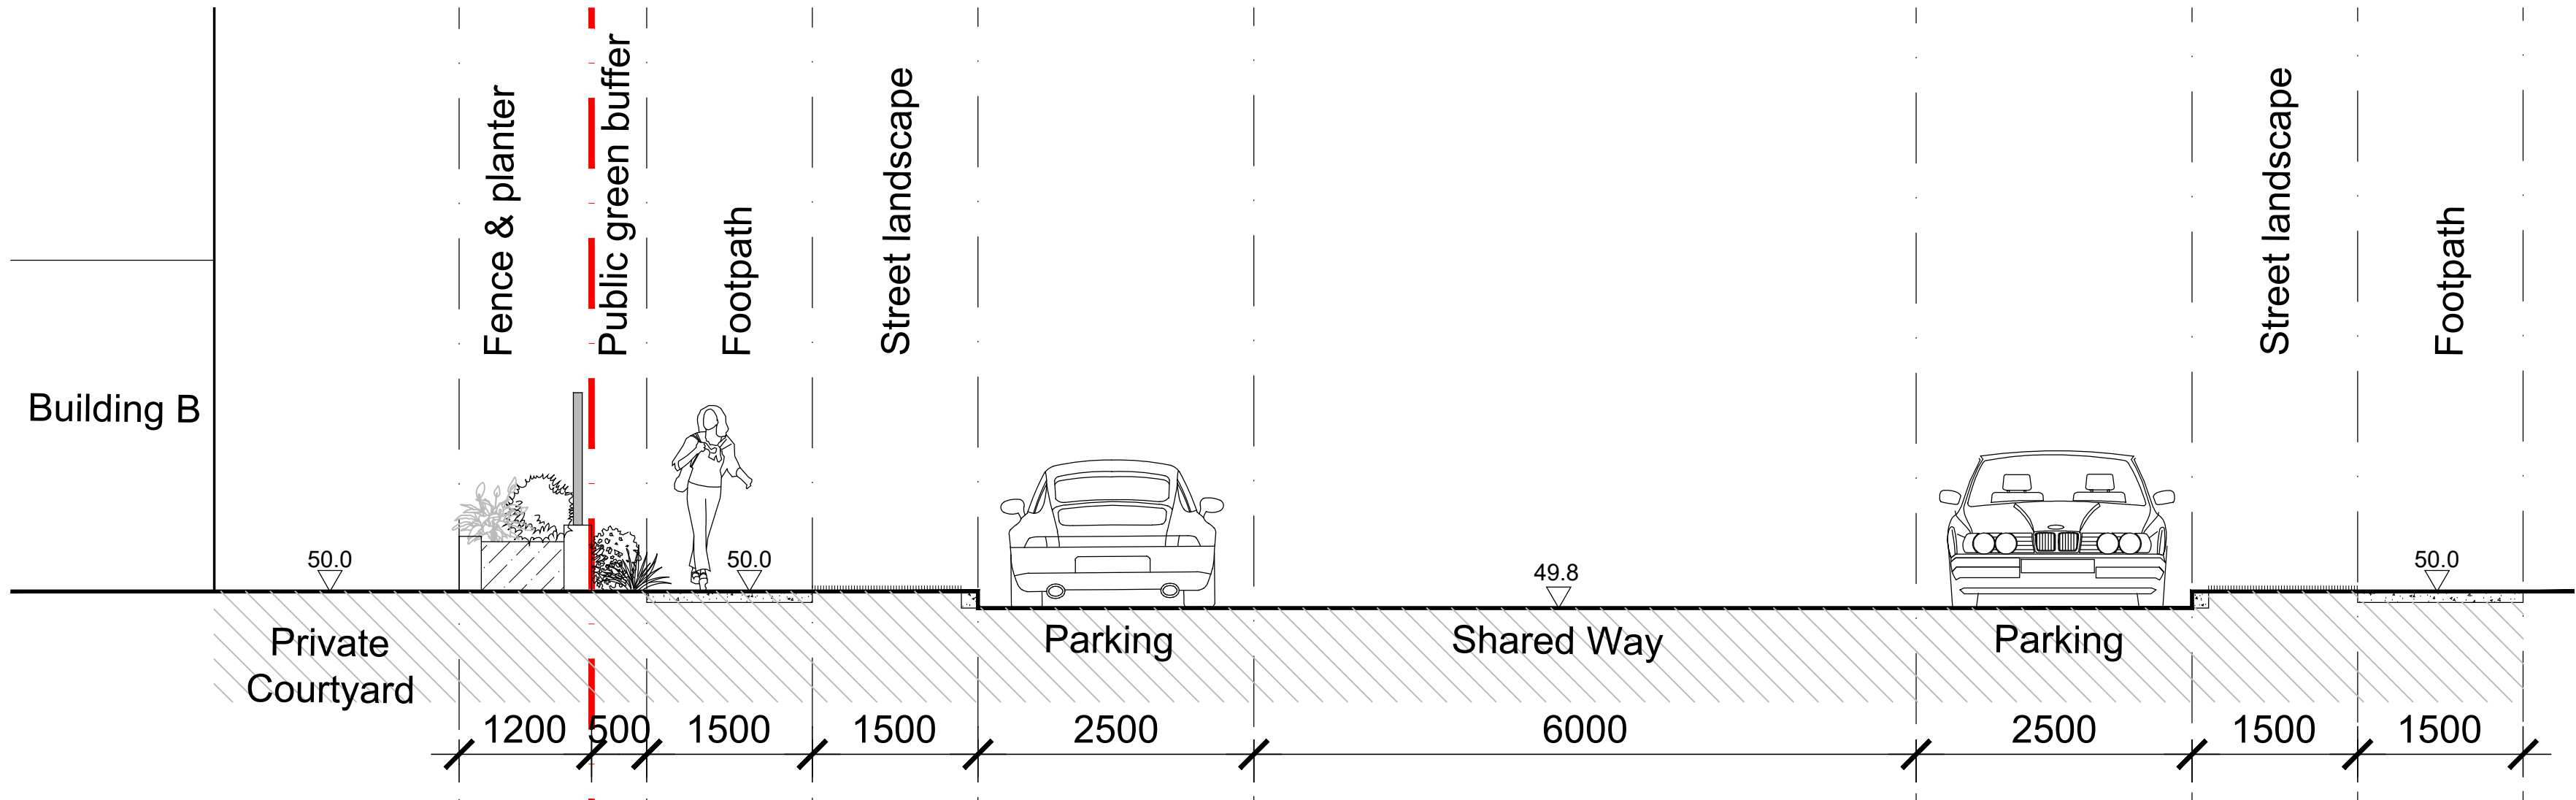 Fence & planter
Public green buffer
Footpath
Street landscape
Street landscape
Footpath
Building B
50.0
50.0
49.8
50.0
Private
Courtyard
Parking
Shared Way
Parking
1200
500
1500
1500
2500
6000
2500
1500
1500